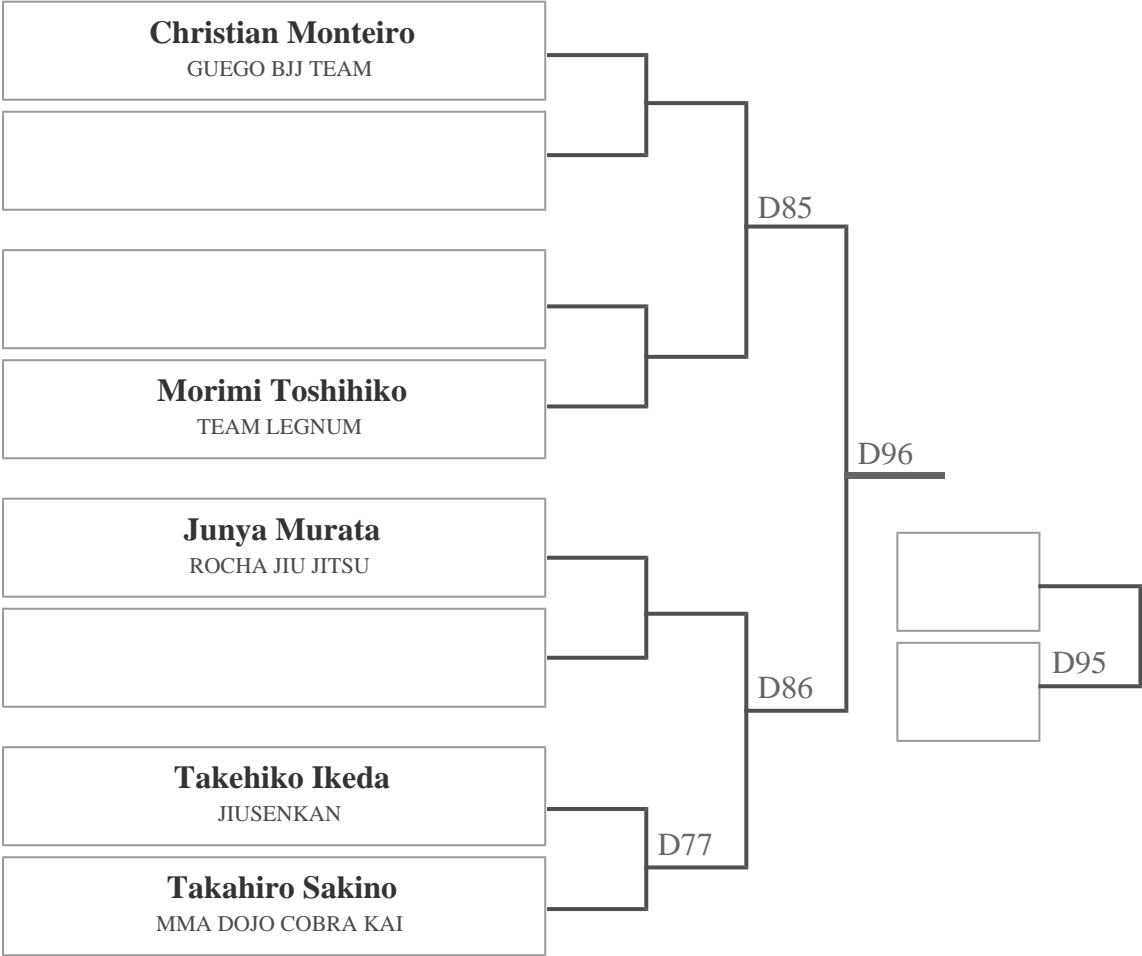 Christian Monteiro
GUEGO BJJ TEAM
D85
Morimi Toshihiko
TEAM LEGNUM
D96
Junya Murata
ROCHA JIU JITSU
D95
D86
Takehiko Ikeda
JIUSENKAN
D77
Takahiro Sakino
MMA DOJO COBRA KAI